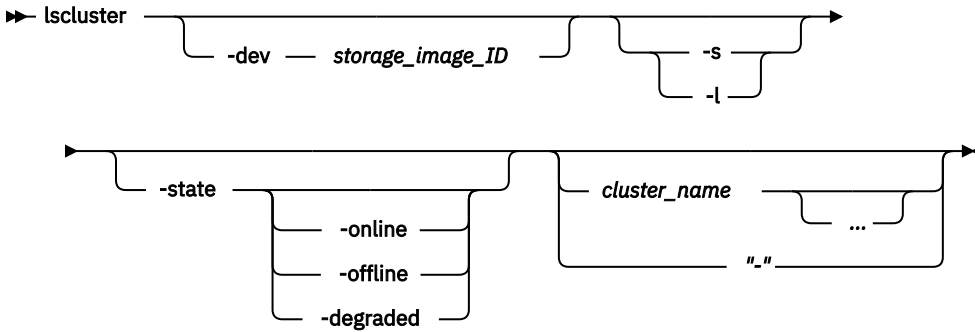 lscluster
-dev storage_image_ID
-s
-l
-state
-online
-offline
-degraded
cluster_name
...
"-"